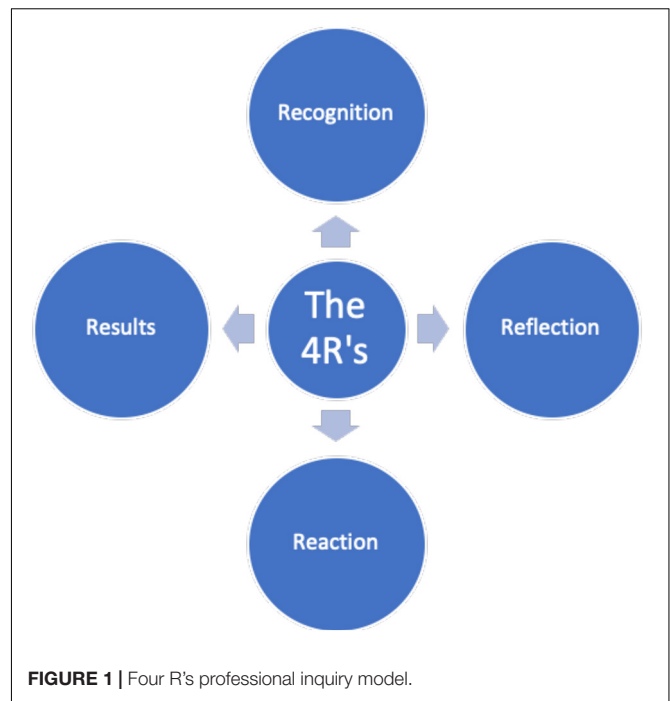 Recognition
Results
The
4R's
Reflection
Reaction
FIGURE 1 | Four R’s professional inquiry model.